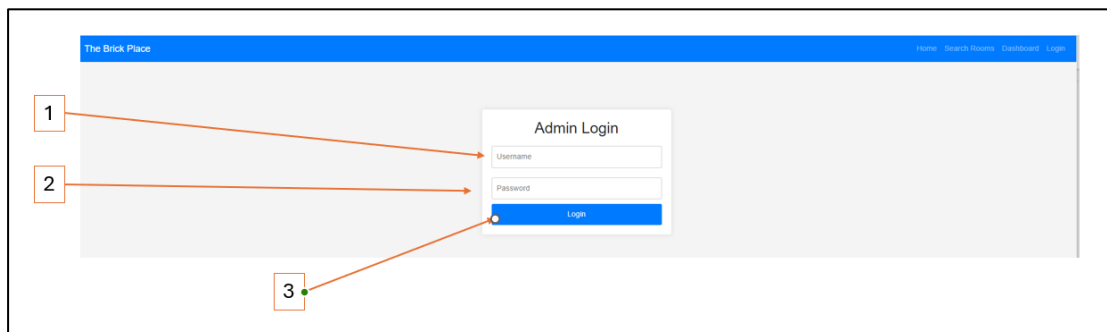 The Brick Place
Home Search Rooms Dashboard Login
1
Admin Login
Username
2
Password
Login
3